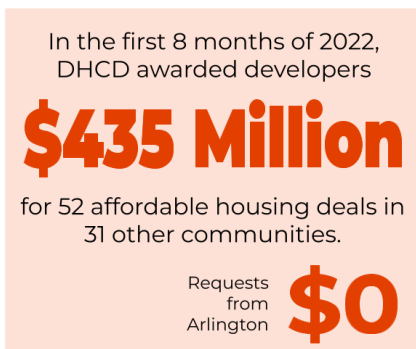 In the first 8 months of 2022,
DHCD awarded developers
$435 Million
for 52 affordable housing deals in
31 other communities.
Requests
from
Arlington
$0